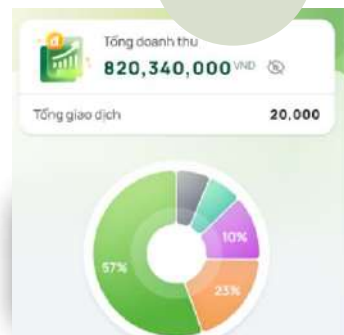 Tổng doanh thu
820,340,000 VND
Tổng giao dịch 20,000
10%
57%
23%